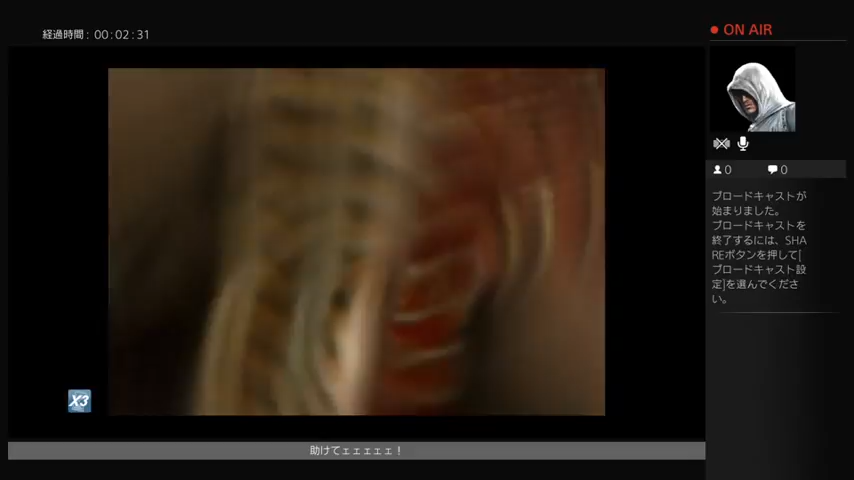 経過時間： 00:02:31
ON AIR
0 0
ブロードキャストが
始まりました。
ブロードキャストを
終了するには、SHA
REボタンを押して[
ブロードキャスト設
定]を選んでくださ
い。
X3
助けてェェェェェ！